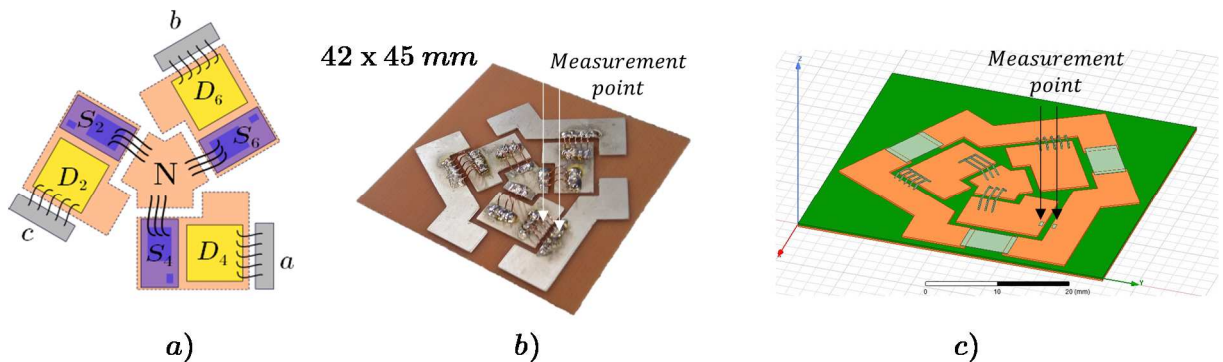 b
D₆
S₆
S₂
N
D₂
c
S₄
D₄
a
a)
42 x 45 mm
Measurement
point
b)
Measurement
point
Z
X
Y
0
10
20 (mm)
c)